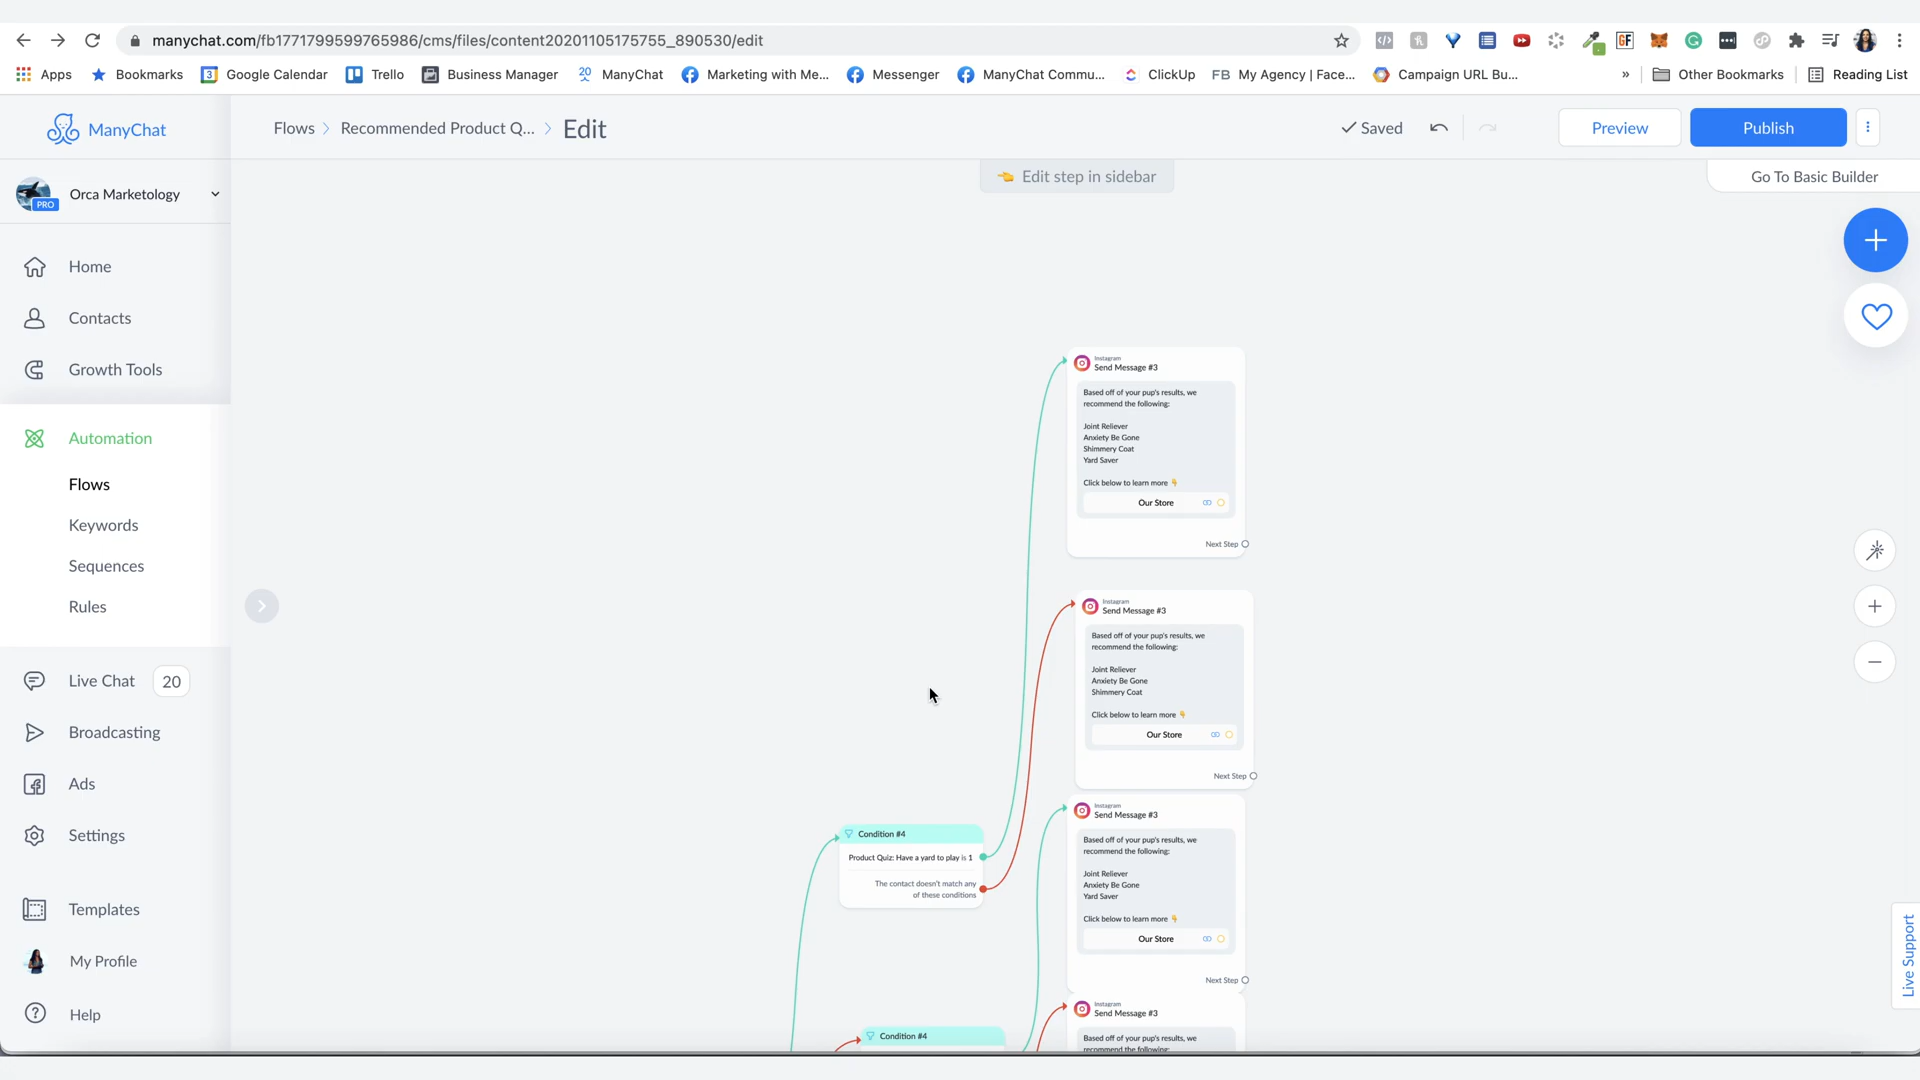 manychat.com/fb1771799599765986/cms/files/content20201105175755_890530/edit
Apps
Bookmarks
Google Calendar
Trello
Business Manager
ManyChat
Marketing with Me...
Messenger
ManyChat Commu...
ClickUp
FB My Agency | Face...
Campaign URL Bu...
»
Other Bookmarks
Reading List
ManyChat
Flows > Recommended Product Q... > Edit
Saved
Preview
Publish
Edit step in sidebar
Go To Basic Builder
PRO
Orca Marketology
Home
Contacts
Growth Tools
Automation
Flows
Keywords
Sequences
Rules
Live Chat 20
Broadcasting
Ads
Settings
Templates
My Profile
Help
Instagram
Send Message #3
Based off of your pup's results, we
recommend the following:
Joint Reliever
Anxiety Be Gone
Shimmery Coat
Yard Saver
Click below to learn more
Our Store
Next Step
Instagram
Send Message #3
Based off of your pup's results, we
recommend the following:
Joint Reliever
Anxiety Be Gone
Shimmery Coat
Click below to learn more
Our Store
Next Step
Condition #4
Product Quiz: Have a yard to play is 1
The contact doesn't match any
of these conditions
Instagram
Send Message #3
Based off of your pup's results, we
recommend the following:
Joint Reliever
Anxiety Be Gone
Yard Saver
Click below to learn more
Our Store
Next Step
Instagram
Send Message #3
Based off of your pup's results, we
recommend the following:
Condition #4
Live Support